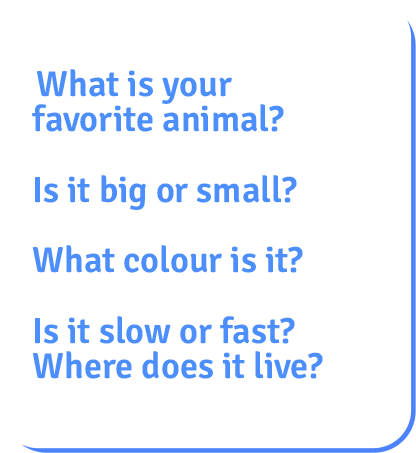 What is your
favorite animal?
Is it big or small?
What colour is it?
Is it slow or fast?
Where does it live?